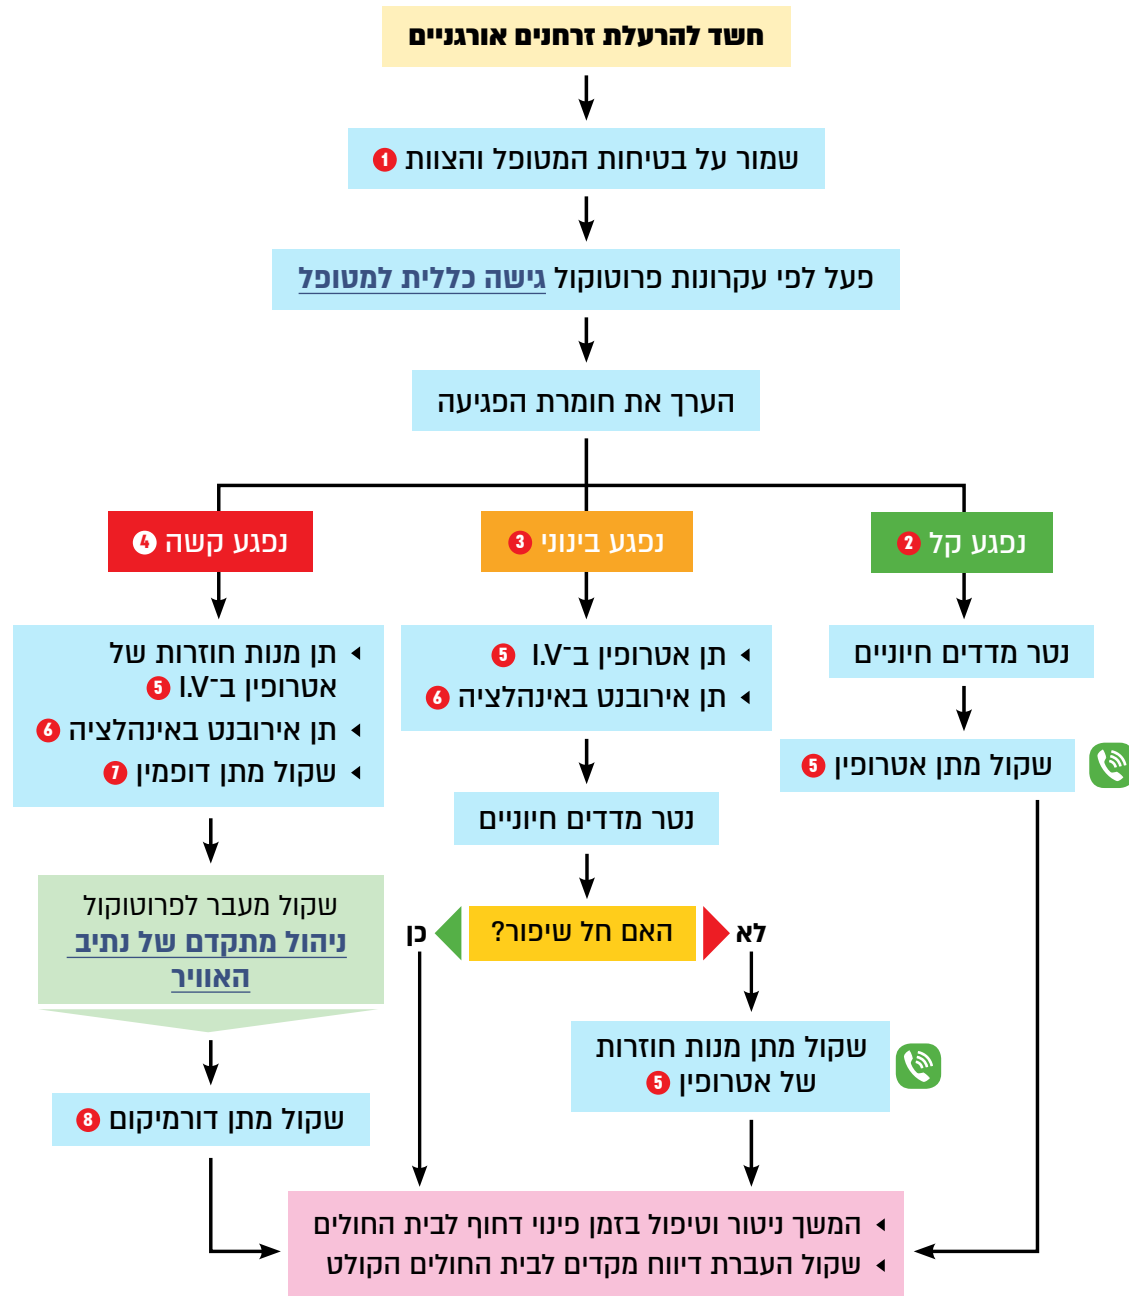 חשד להרעלת זרחנים אורגניים
שמור על בטיחות המטופל והצוות 1
פעל לפי עקרונות פרוטוקול גישה כללית למטופל
הערך את חומרת הפגיעה
נפגע קל 2
נטר מדדים חיוניים
שקול מתן אטרופין 5
נפגע בינוני 3
תן אטרופין ב־I.V 5
תן אירובנט באינהלציה 6
נטר מדדים חיוניים
האם חל שיפור?
לא
כן
שקול מתן מנות חוזרות
של אטרופין 5
נפגע קשה 4
תן מנות חוזרות של
אטרופין ב־I.V 5
תן אירובנט באינהלציה 6
שקול מתן דופמין 7
שקול מעבר לפרוטוקול
ניהול מתקדם של נתיב
האוויר
שקול מתן דורמיקום 8
המשך ניטור וטיפול בזמן פינוי דחוף לבית החולים
שקול העברת דיווח מקדים לבית החולים הקולט